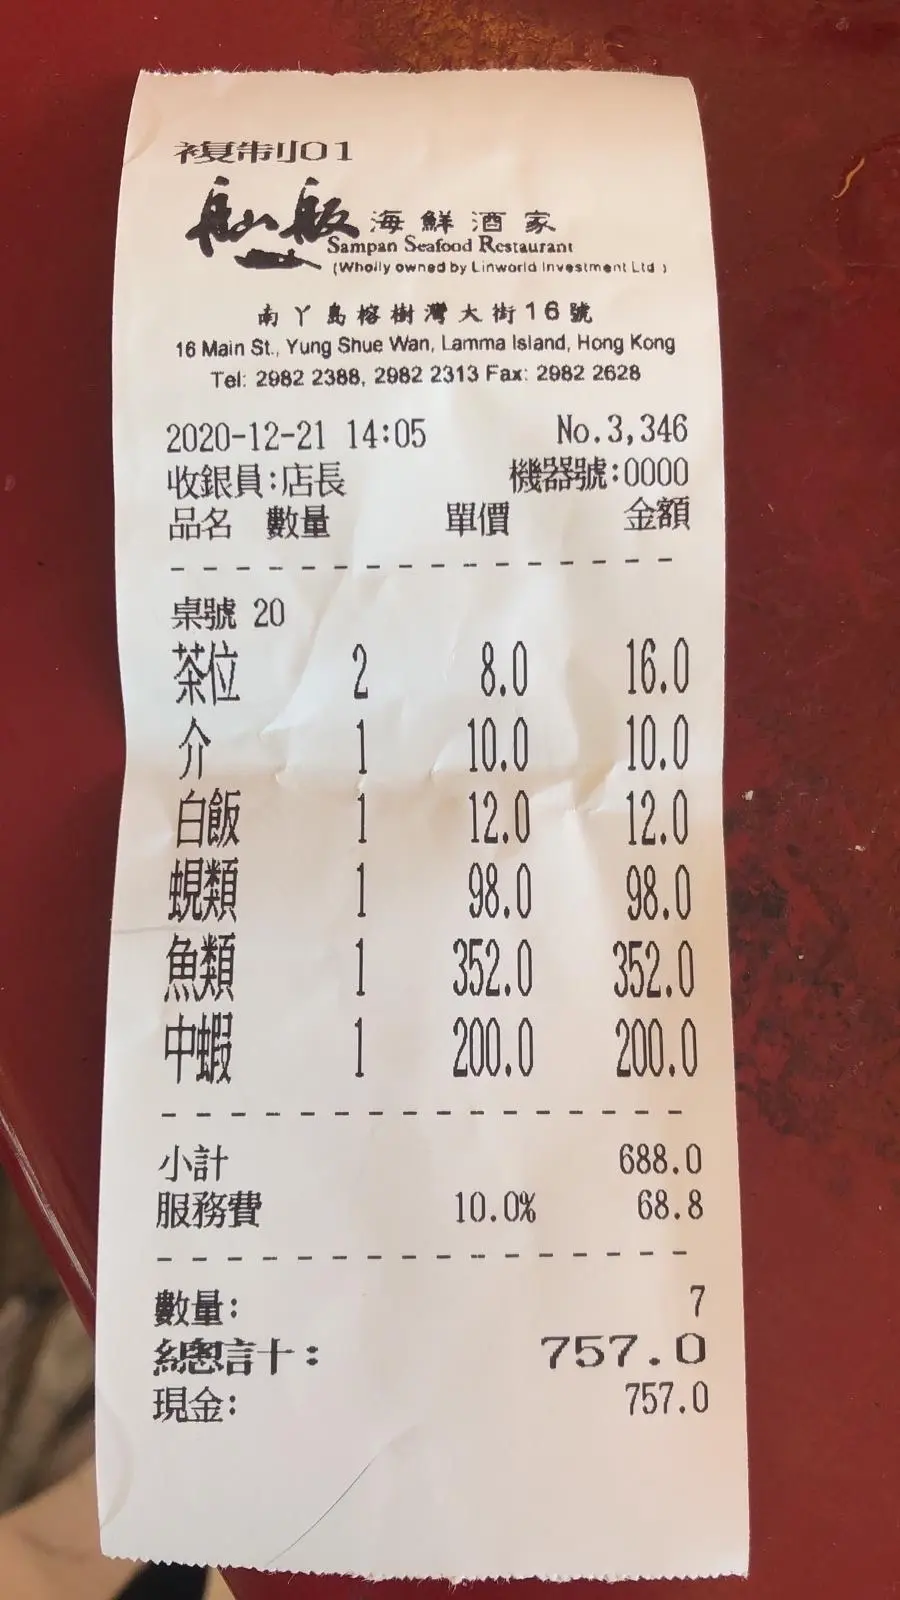 複制01
舢舨海鮮酒家
Sampan Seafood Restaurant
(Wholly owned by Linworld Investment Ltd )
南丫島榕樹灣大街16號
16 Main St., Yung Shue Wan, Lamma Island, Hong Kong
Tel: 2982 2388, 2982 2313 Fax: 2982 2628
2020-12-21 14:05 No.3,346
收銀員:店長 機器號:0000
品名 數量 單價 金額
桌號 20
茶位 2 8.0 16.0
介 1 10.0 10.0
白飯 1 12.0 12.0
蜆類 1 98.0 98.0
魚類 1 352.0 352.0
中蝦 1 200.0 200.0
小計 688.0
服務費 10.0% 68.8
數量: 7
總計: 757.0
現金: 757.0